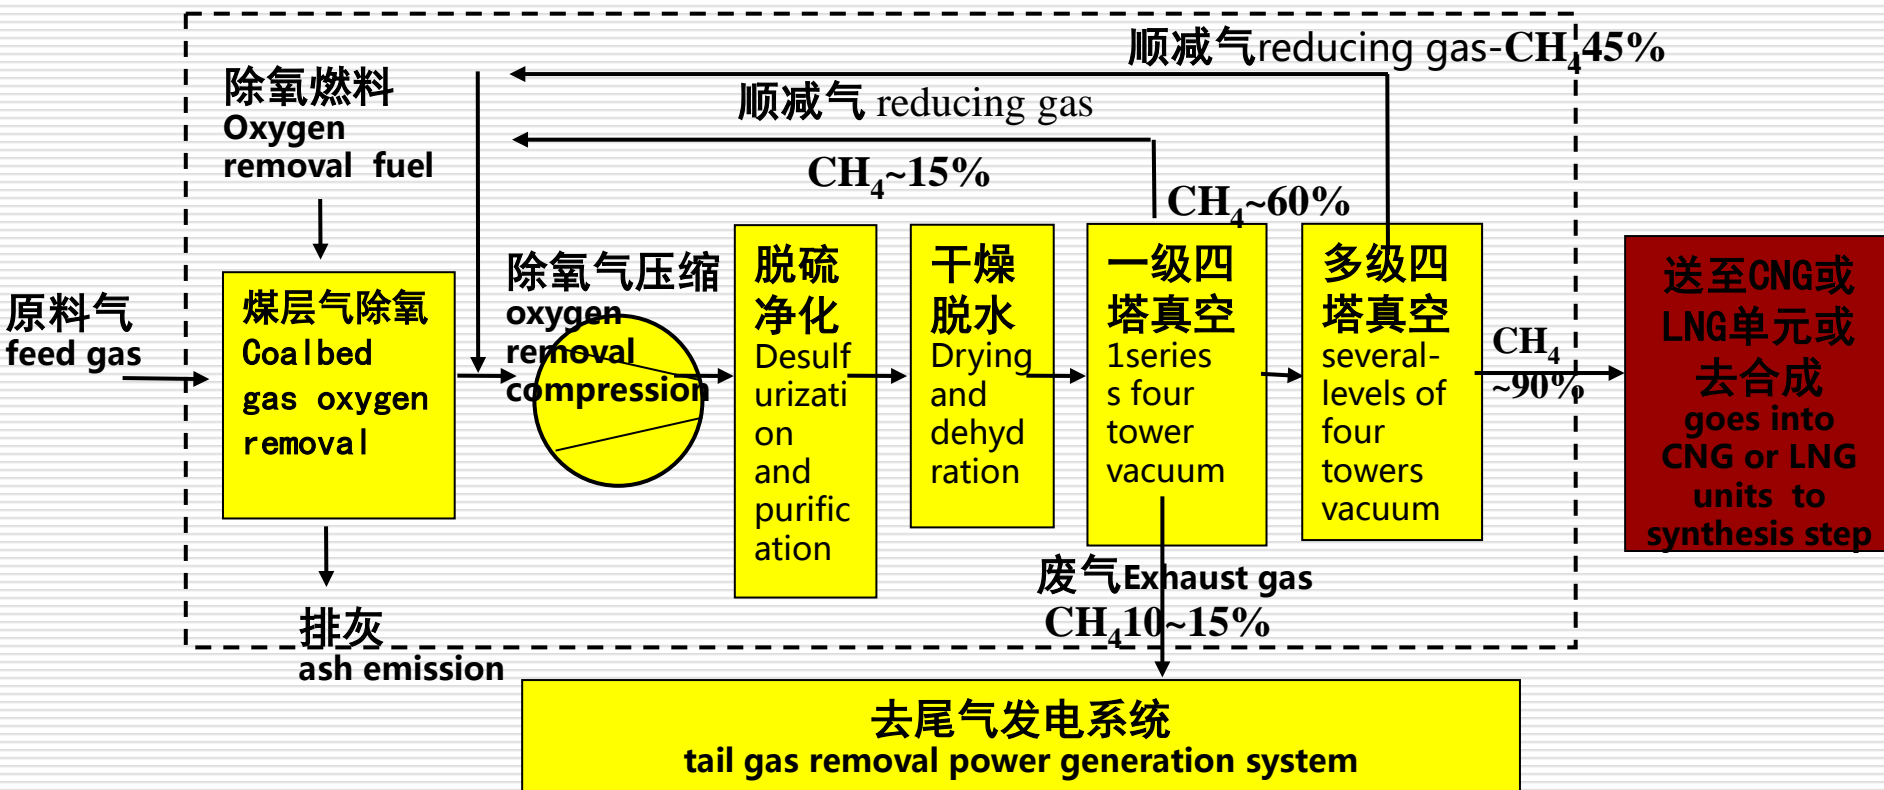 顺减气reducing gas-CH₄45%
除氧燃料
Oxygen
removal fuel
顺减气 reducing gas
CH₄~15%
CH₄~60%
原料气
feed gas
煤层气除氧
Coalbed
gas oxygen
removal
除氧气压缩
oxygen
removal
compression
脱硫
净化
Desulf
urizati
on
and
purific
ation
干燥
脱水
Drying
and
dehyd
ration
一级四
塔真空
1series
s four
tower
vacuum
多级四
塔真空
several-
levels of
four
towers
vacuum
CH₄
~90%
送至CNG或
LNG单元或
去合成
goes into
CNG or LNG
units to
synthesis step
废气Exhaust gas
CH₄10~15%
排灰
ash emission
去尾气发电系统
tail gas removal power generation system